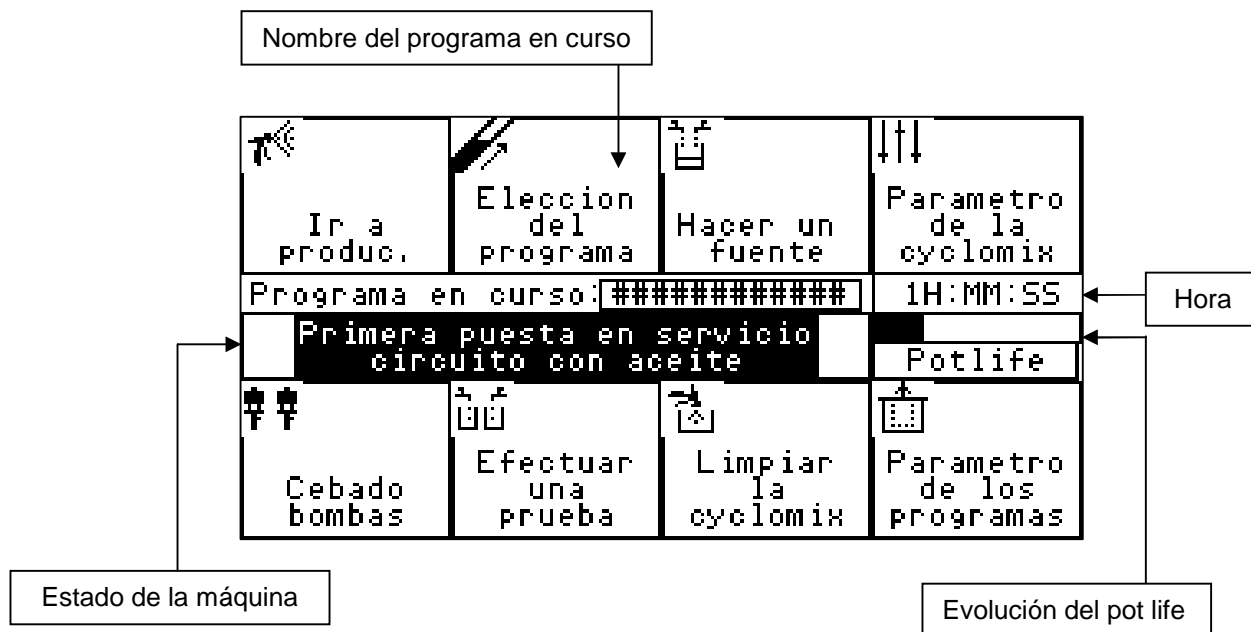 Nombre del programa en curso
Ir a
produc.
Eleccion
del
programa
Hacer un
fuente
Parametro
de la
cyclomix
Programa en curso:############
1H:MM:SS
Hora
Primera puesta en servicio
circuito con aceite
Potlife
Cebado
bombas
Efectuar
una
prueba
Limpiar
la
cyclomix
Parametro
de los
programas
Estado de la máquina
Evolución del pot life